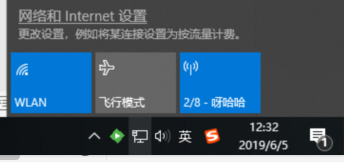 网络和 Internet 设置
更改设置，例如将某连接设置为按流量计费。
WLAN
飞行模式
2/8 - 呀哈哈
英
S
12:32
2019/6/5
1